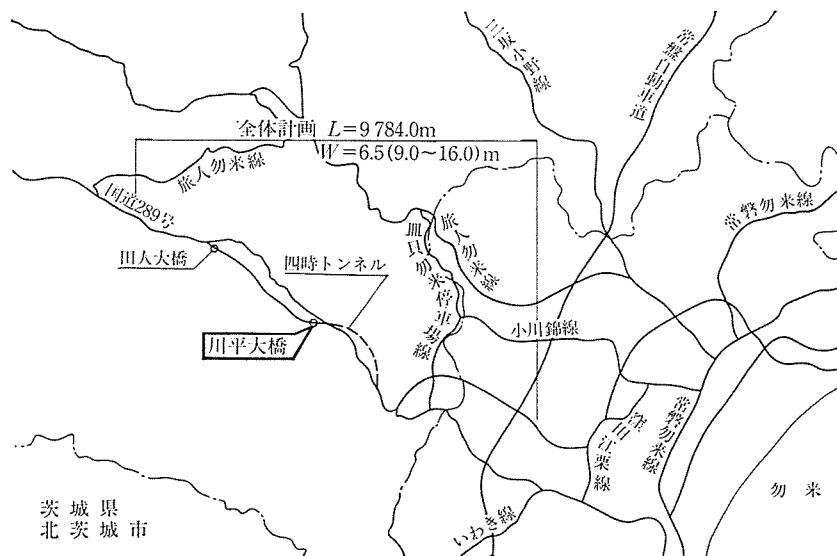 三坂小野線
常磐自動車道
全体計画 L=9 784.0m
W=6.5(9.0~16.0)m
旅人勿来線
国道289号
常磐勿来線
旅人勿来線
皿貝勿来停車場線
田人大橋
四時トンネル
川平大橋
小川錦線
常磐勿来線
窪田江栗線
勿来
茨城県
北茨城市
いわき線